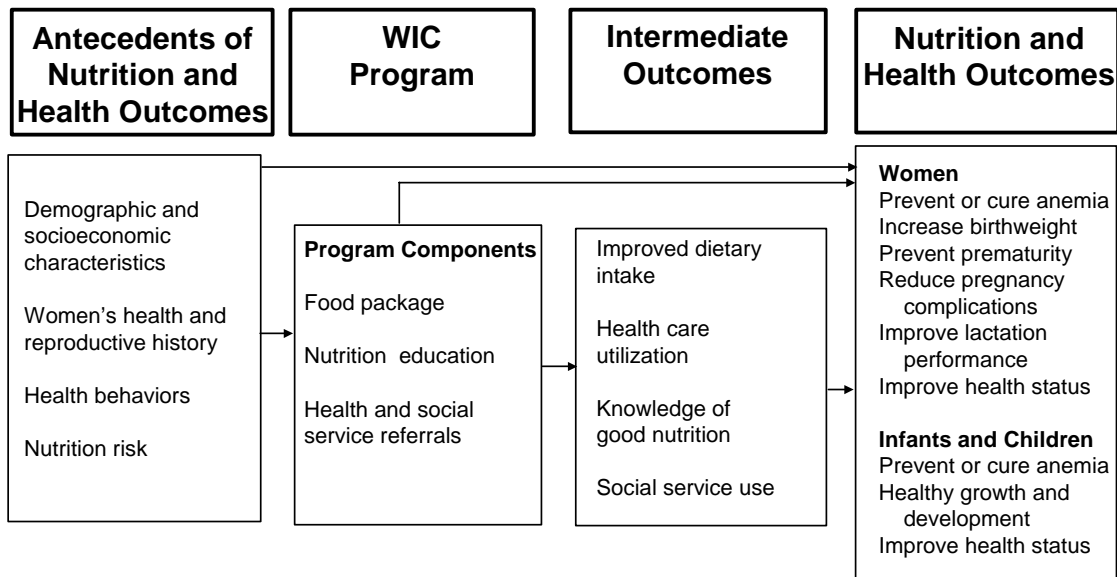 Antecedents of
Nutrition and
Health Outcomes
WIC
Program
Intermediate
Outcomes
Nutrition and
Health Outcomes
Demographic and
socioeconomic
characteristics
Women's health and
reproductive history
Health behaviors
Nutrition risk
Program Components
Food package
Nutrition education
Health and social
service referrals
Improved dietary
intake
Health care
utilization
Knowledge of
good nutrition
Social service use
Women
Prevent or cure anemia
Increase birthweight
Prevent prematurity
Reduce pregnancy
complications
Improve lactation
performance
Improve health status
Infants and Children
Prevent or cure anemia
Healthy growth and
development
Improve health status